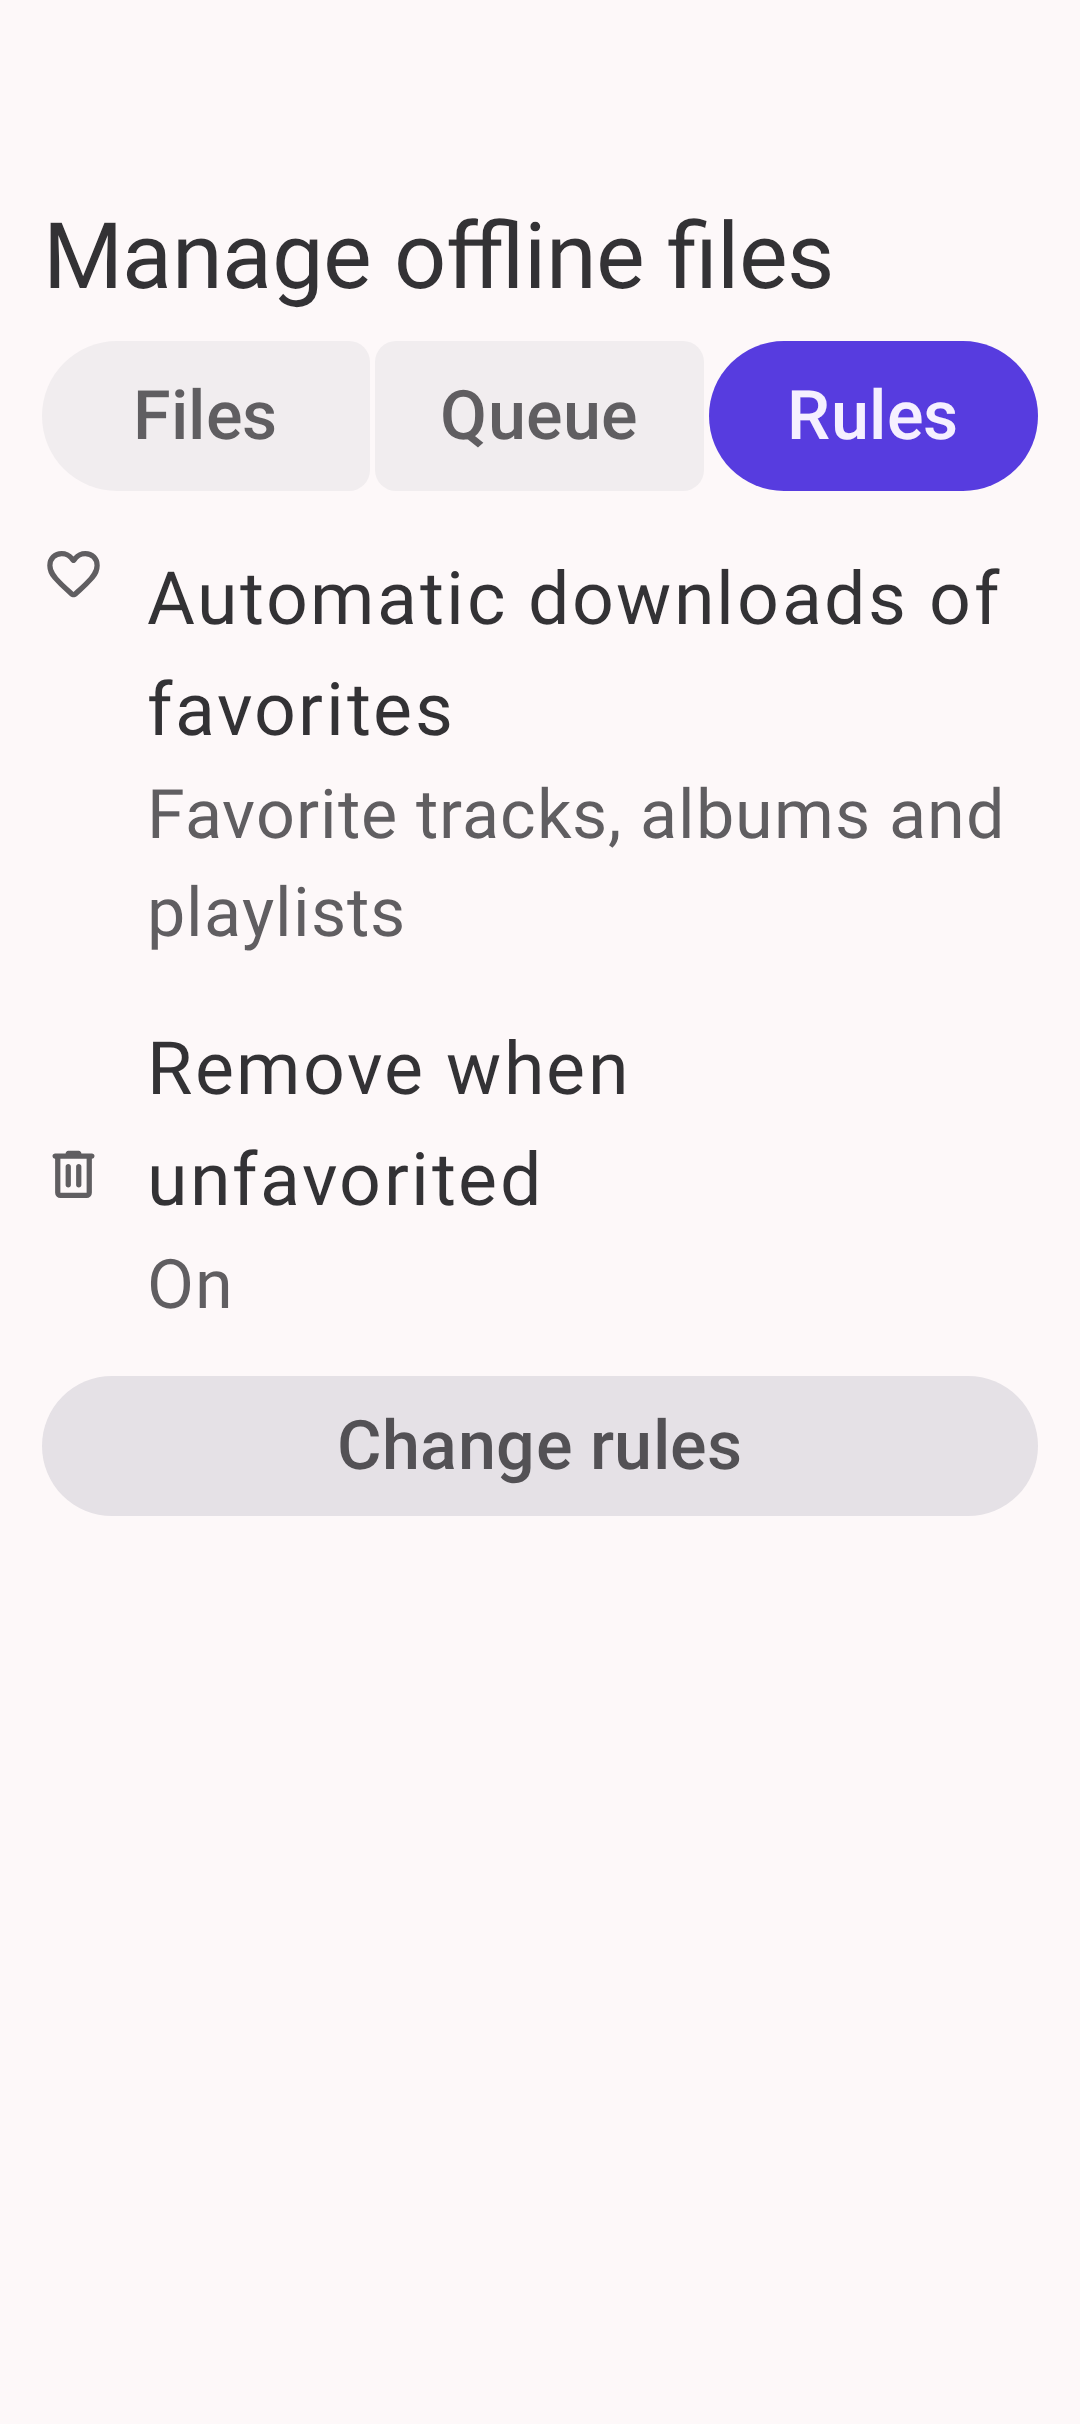 Manage offline files
Files
Queue
Rules
Automatic downloads of
favorites
Favorite tracks, albums and
playlists
Remove when
unfavorited
On
Change rules